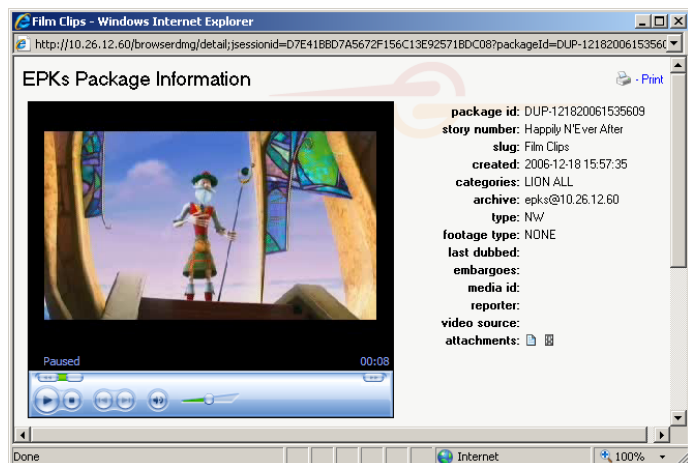 Film Clips - Windows Internet Explorer
http://10.26.12.60/browserdmg/detail;jsessionid=D7E41BBD7A5672F156C13E92571BDC08?packageId=DUP-1218200615356
EPKs Package Information
- Print
package id: DUP-121820061535609
story number: Happily N'Ever After
slug: Film Clips
created: 2006-12-18 15:57:35
categories: LION ALL
archive: epks@10.26.12.60
type: NW
footage type: NONE
last dubbed:
embargoes:
media id:
reporter:
video source:
attachments:
Paused 00:08
Done Internet 100%